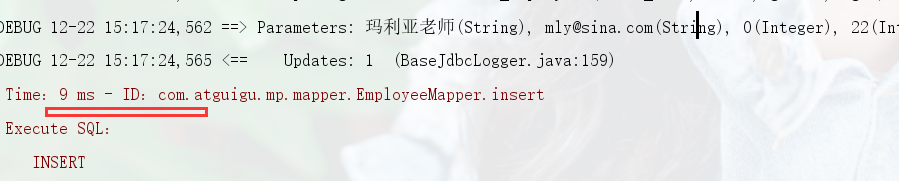 DEBUG 12-22 15:17:24,562 ==> Parameters: 玛利亚老师(String), mly@sina.com(String), 0(Integer), 22(Int
DEBUG 12-22 15:17:24,565 <==    Updates: 1  (BaseJdbcLogger.java:159)
Time：9 ms - ID：com.atguigu.mp.mapper.EmployeeMapper.insert
Execute SQL：
INSERT